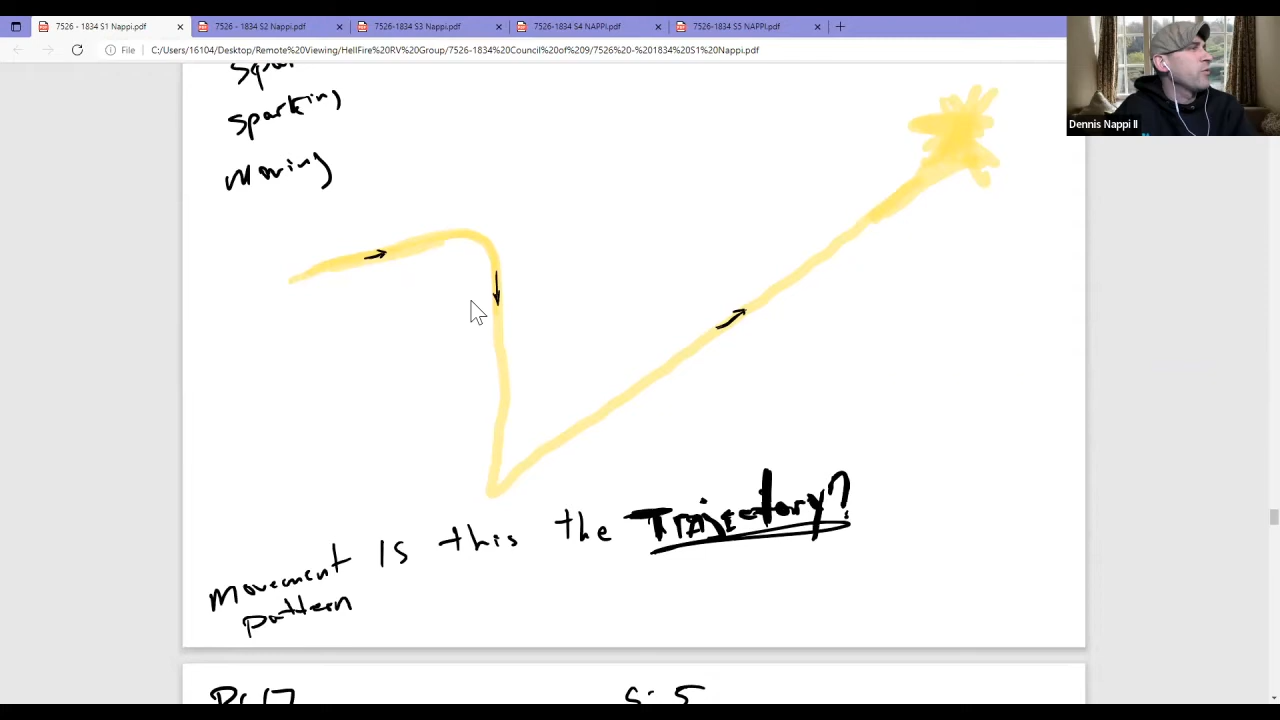 7526 - 1834 S1 Nappi.pdf
7526 - 1834 S2 Nappi.pdf
7526-1834 S3 Nappi.pdf
7526-1834 S4 NAPPI.pdf
7526-1834 S5 NAPPI.pdf
File
C:/Users/16104/Desktop/Remote%20Viewing/HellFire%20RV%20Group/7526-1834%20Council%20of%209/7526%20-%201834%20S1%20Nappi.pdf
Dennis Nappi II
sparking
Moving
Movement IS this the Trajectory?
pattern